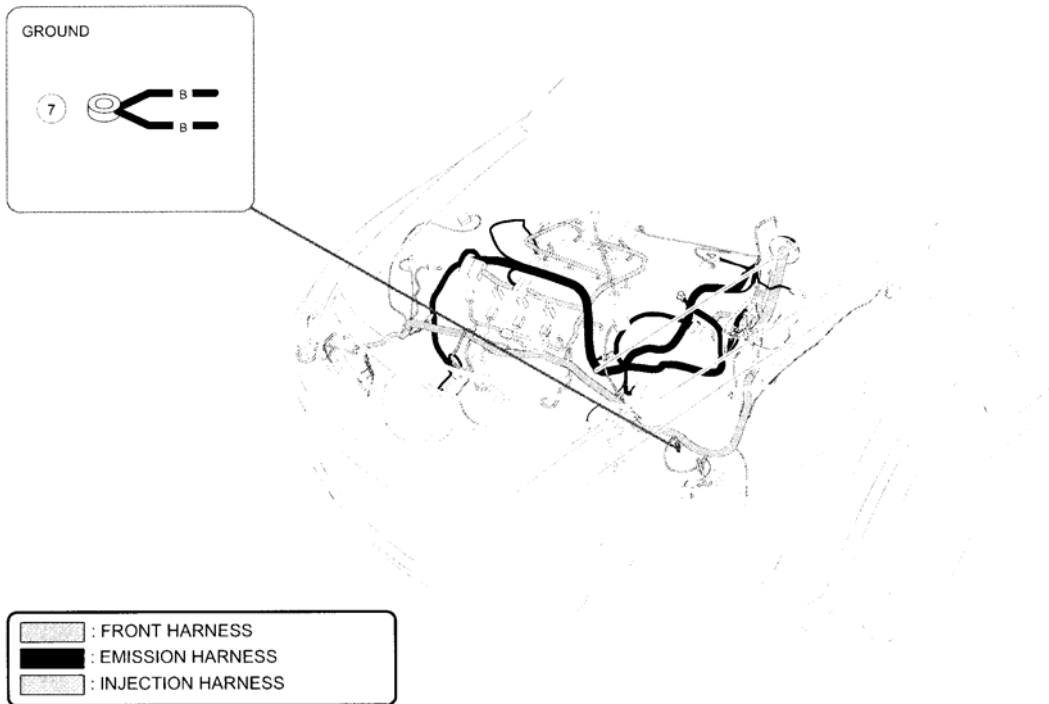 GROUND
7
B
B
: FRONT HARNESS
: EMISSION HARNESS
: INJECTION HARNESS